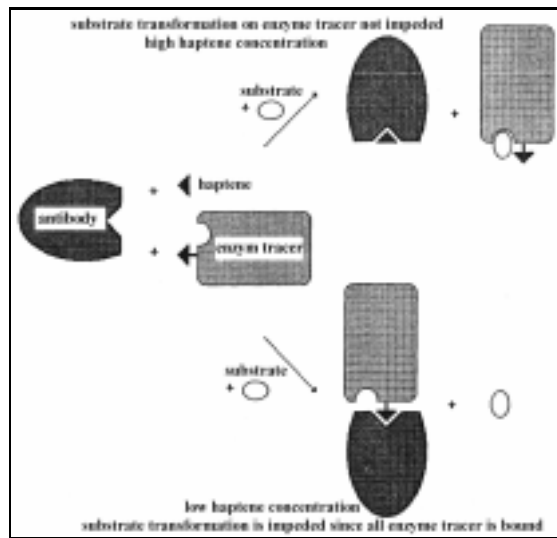 substrate transformation on enzyme tracer not impeded
high haptene concentration
substrate
+
+
+ haptene
antibody
+ enzym tracer
substrate
+
+
low haptene concentration
substrate transformation is impeded since all enzyme tracer is bound